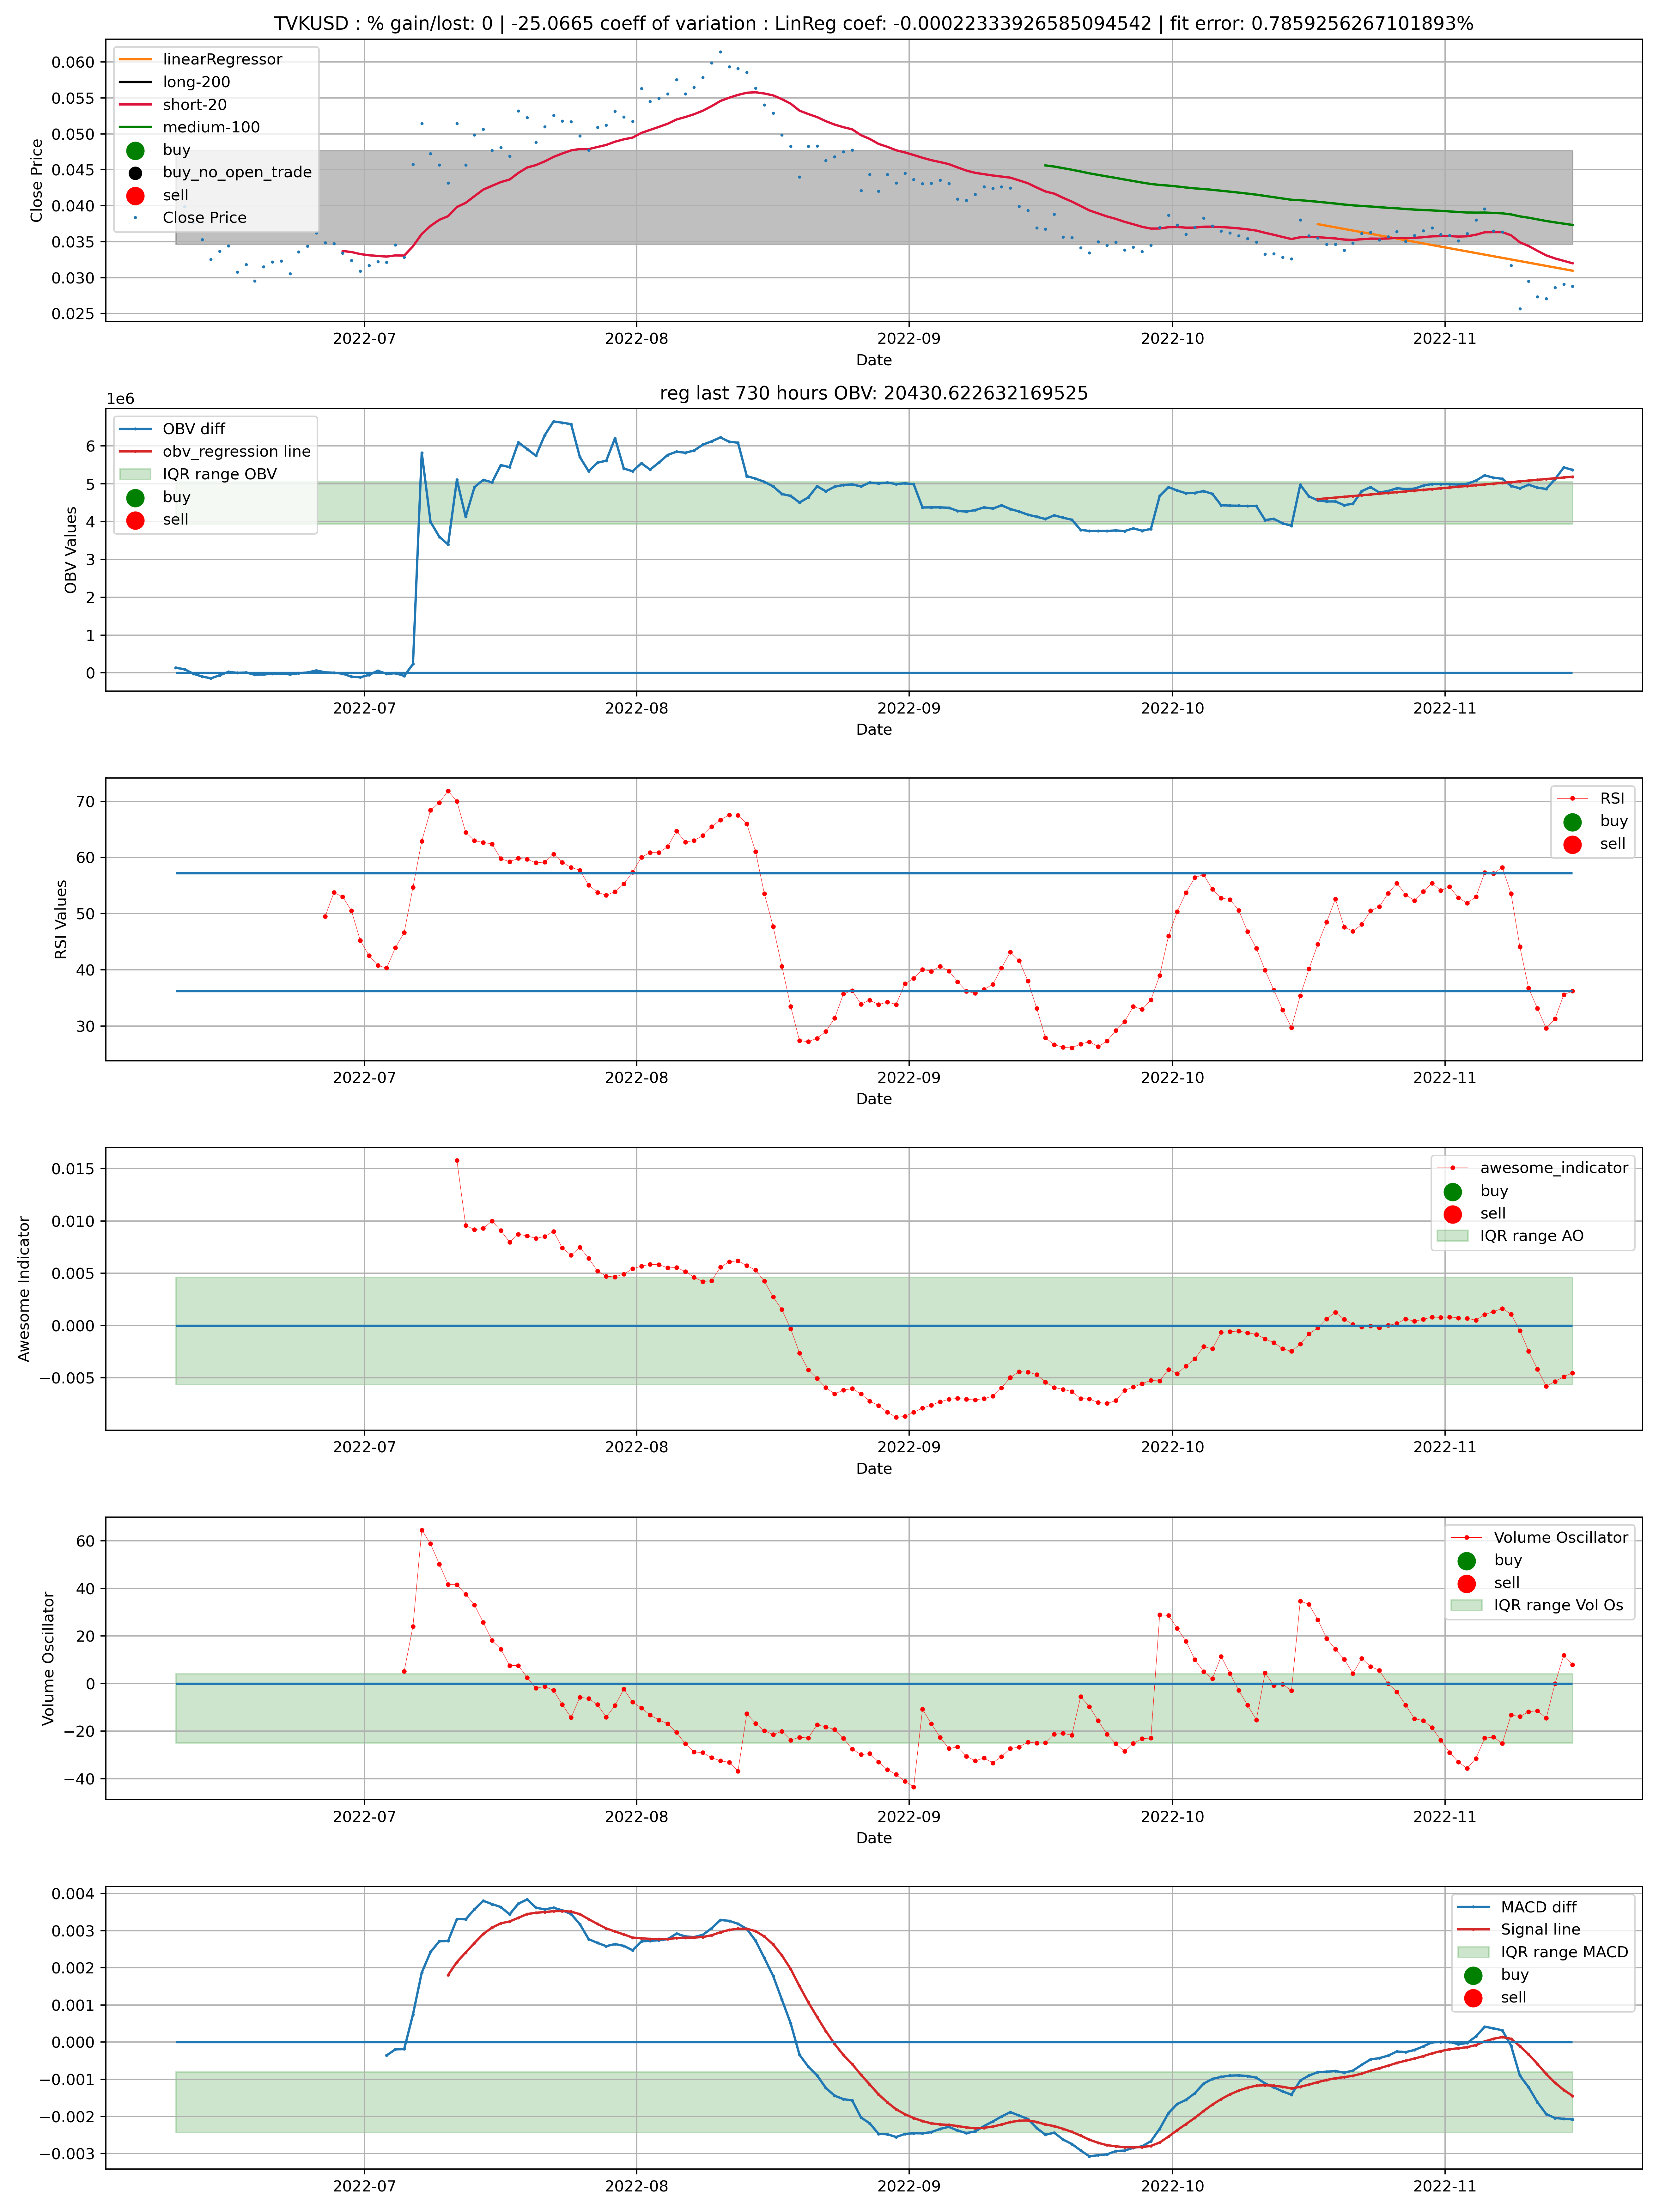 TVKUSD : % gain/lost: 0 | -25.0665 coeff of variation : LinReg coef: -0.00022333926585094542 | fit error: 0.7859256267101893%
linearRegressor
long-200
short-20
medium-100
buy
buy_no_open_trade
sell
Close Price
Close Price
0.060
0.055
0.050
0.045
0.040
0.035
0.030
0.025
2022-07 2022-08 2022-09 2022-10 2022-11
Date
reg last 730 hours OBV: 20430.622632169525
1e6
OBV diff
obv_regression line
IQR range OBV
buy
sell
OBV Values
6
5
4
3
2
1
0
2022-07 2022-08 2022-09 2022-10 2022-11
Date
RSI
buy
sell
RSI Values
70
60
50
40
30
2022-07 2022-08 2022-09 2022-10 2022-11
Date
awesome_indicator
buy
sell
IQR range AO
Awesome Indicator
0.015
0.010
0.005
0.000
−0.005
2022-07 2022-08 2022-09 2022-10 2022-11
Date
Volume Oscillator
buy
sell
IQR range Vol Os
Volume Oscillator
60
40
20
0
−20
−40
2022-07 2022-08 2022-09 2022-10 2022-11
Date
MACD diff
Signal line
IQR range MACD
buy
sell
0.004
0.003
0.002
0.001
0.000
−0.001
−0.002
−0.003
2022-07 2022-08 2022-09 2022-10 2022-11